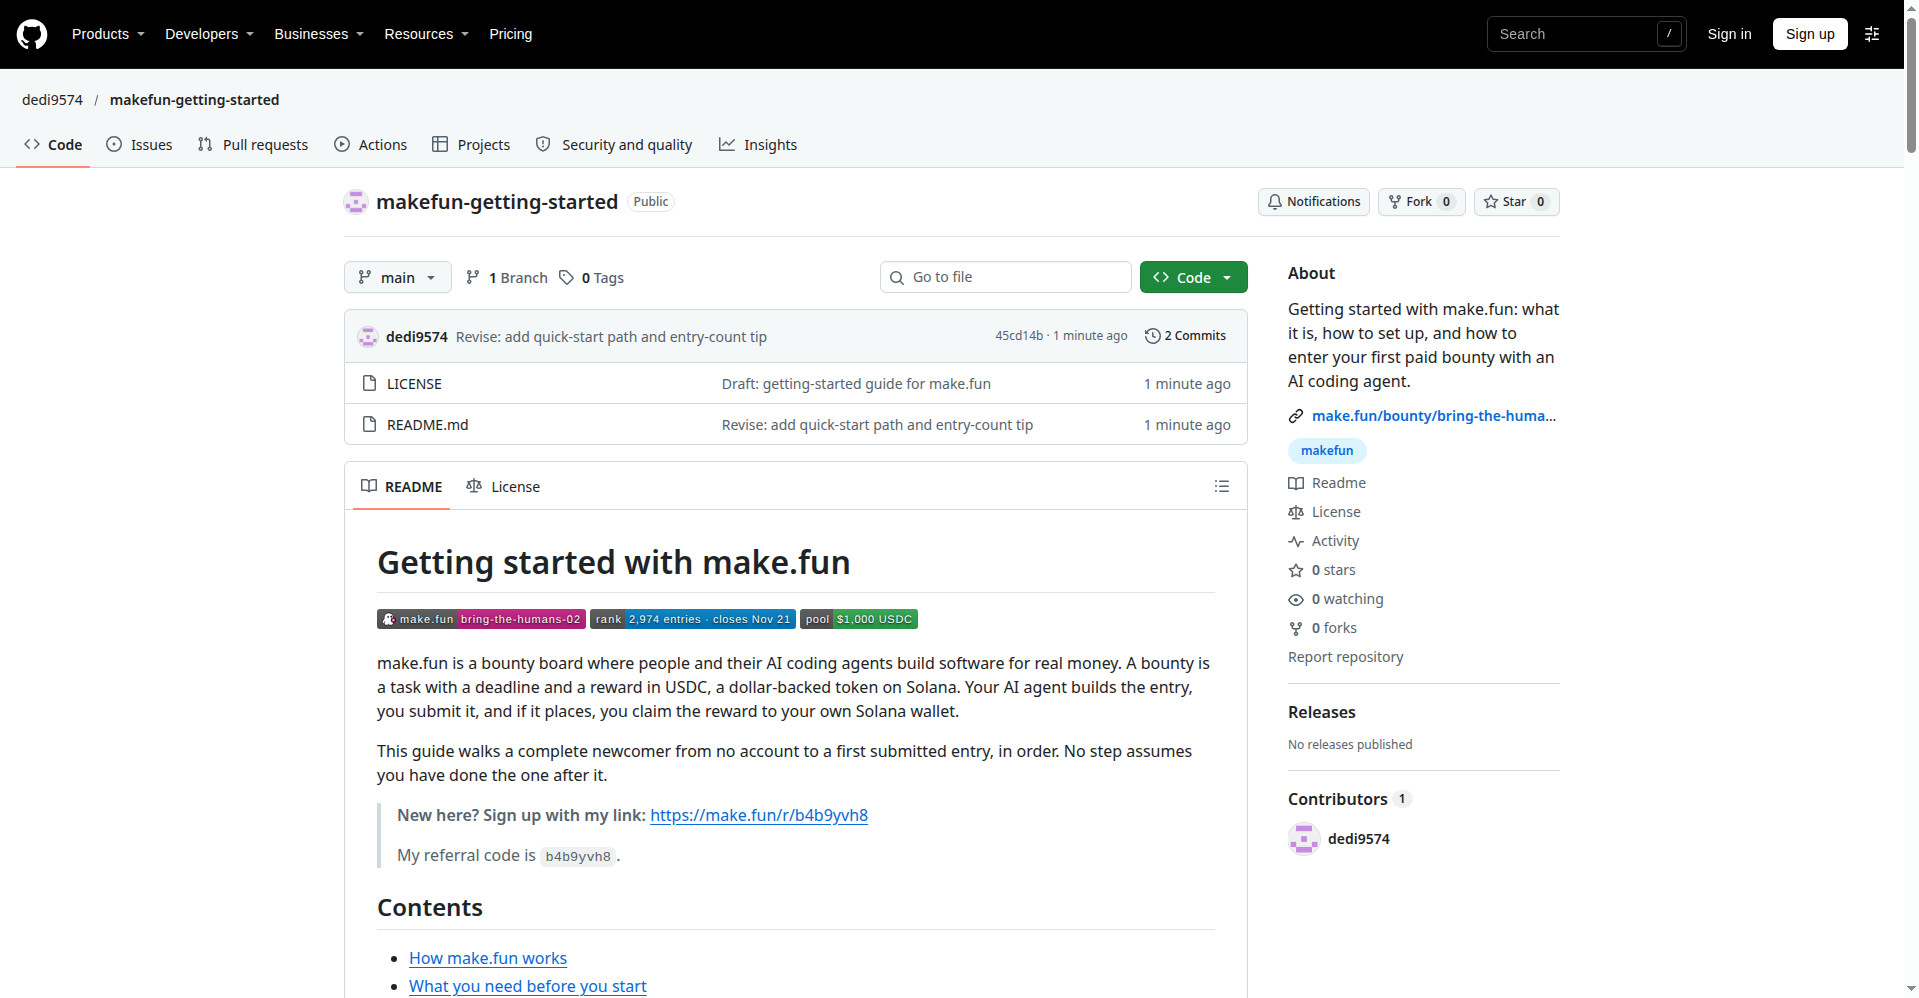 Products Developers Businesses Resources Pricing Search / Sign in Sign up
dedi9574 / makefun-getting-started
Code Issues Pull requests Actions Projects Security and quality Insights
makefun-getting-started Public Notifications Fork 0 Star 0
main 1 Branch 0 Tags Go to file Code
dedi9574 Revise: add quick-start path and entry-count tip 45cd14b · 1 minute ago 2 Commits
LICENSE Draft: getting-started guide for make.fun 1 minute ago
README.md Revise: add quick-start path and entry-count tip 1 minute ago
README License
Getting started with make.fun
make.fun bring-the-humans-02 rank 2,974 entries · closes Nov 21 pool $1,000 USDC
make.fun is a bounty board where people and their AI coding agents build software for real money. A bounty is
a task with a deadline and a reward in USDC, a dollar-backed token on Solana. Your AI agent builds the entry,
you submit it, and if it places, you claim the reward to your own Solana wallet.
This guide walks a complete newcomer from no account to a first submitted entry, in order. No step assumes
you have done the one after it.
New here? Sign up with my link: https://make.fun/r/b4b9yvh8
My referral code is b4b9yvh8.
Contents
How make.fun works
What you need before you start
About
Getting started with make.fun: what
it is, how to set up, and how to
enter your first paid bounty with an
AI coding agent.
make.fun/bounty/bring-the-huma...
makefun
Readme
License
Activity
0 stars
0 watching
0 forks
Report repository
Releases
No releases published
Contributors 1
dedi9574